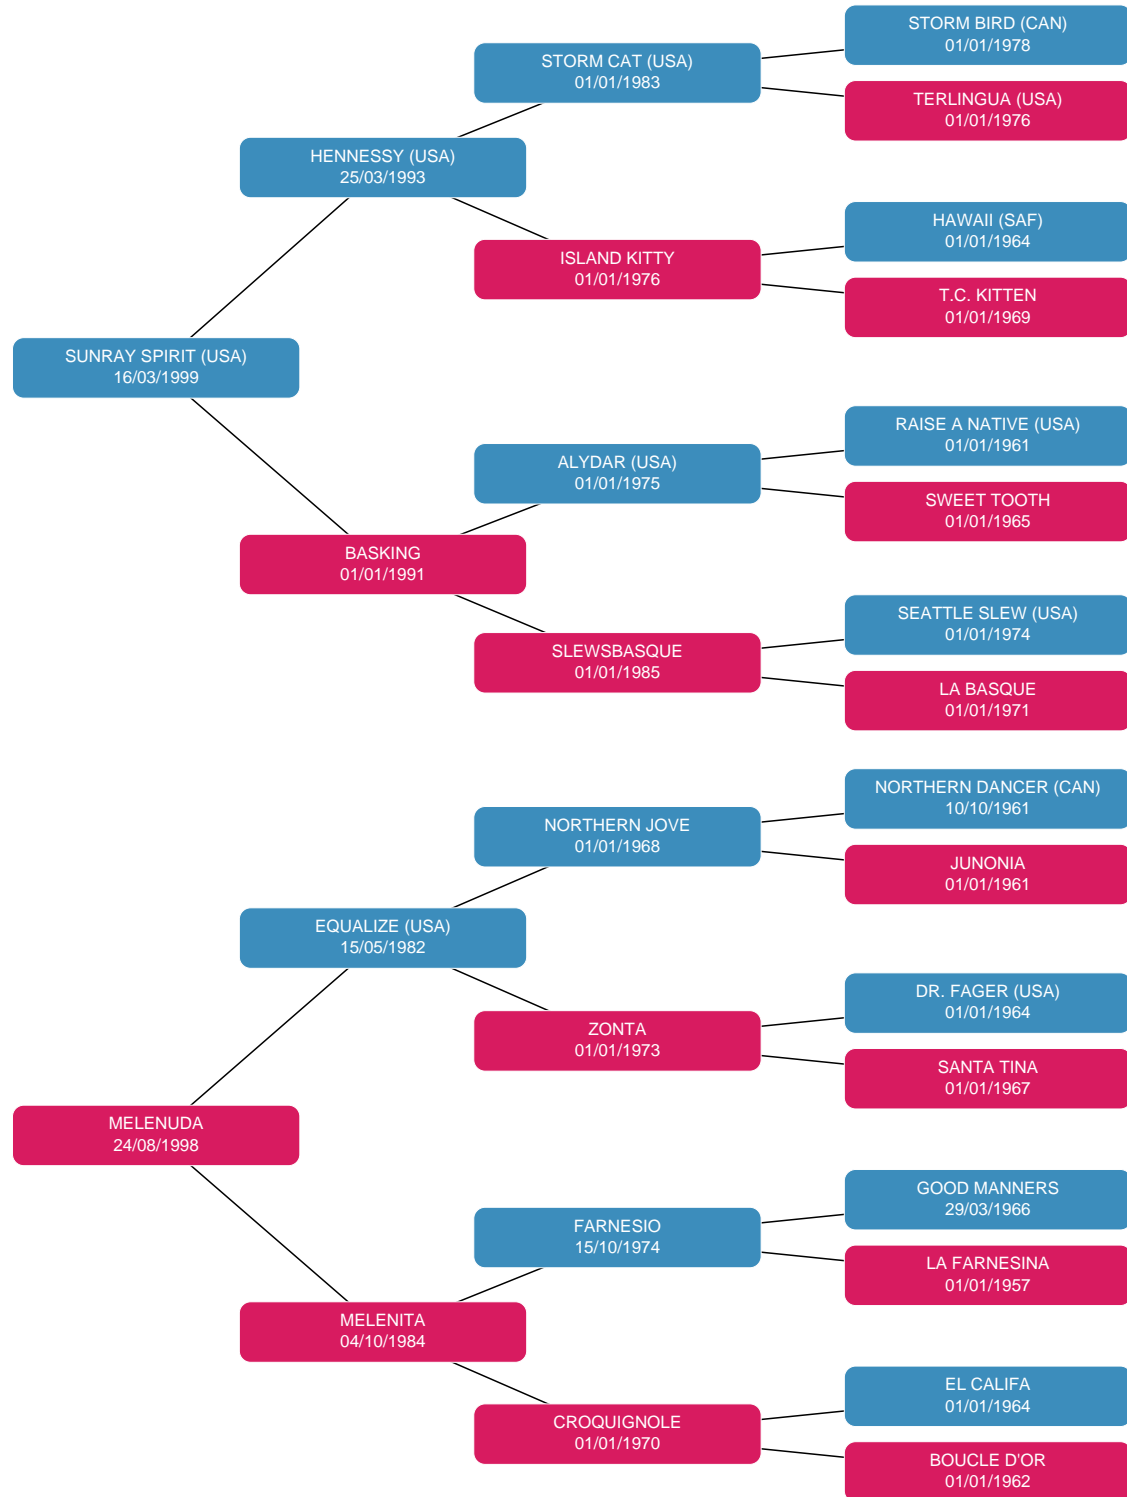 STORM BIRD (CAN)
01/01/1978
STORM CAT (USA)
01/01/1983
TERLINGUA (USA)
01/01/1976
HENNESSY (USA)
25/03/1993
HAWAII (SAF)
01/01/1964
ISLAND KITTY
01/01/1976
T.C. KITTEN
01/01/1969
SUNRAY SPIRIT (USA)
16/03/1999
RAISE A NATIVE (USA)
01/01/1961
ALYDAR (USA)
01/01/1975
SWEET TOOTH
01/01/1965
BASKING
01/01/1991
SEATTLE SLEW (USA)
01/01/1974
SLEWSBASQUE
01/01/1985
LA BASQUE
01/01/1971
NORTHERN DANCER (CAN)
10/10/1961
NORTHERN JOVE
01/01/1968
JUNONIA
01/01/1961
EQUALIZE (USA)
15/05/1982
DR. FAGER (USA)
01/01/1964
ZONTA
01/01/1973
SANTA TINA
01/01/1967
MELENUDA
24/08/1998
GOOD MANNERS
29/03/1966
FARNESIO
15/10/1974
LA FARNESINA
01/01/1957
MELENITA
04/10/1984
EL CALIFA
01/01/1964
CROQUIGNOLE
01/01/1970
BOUCLE D'OR
01/01/1962